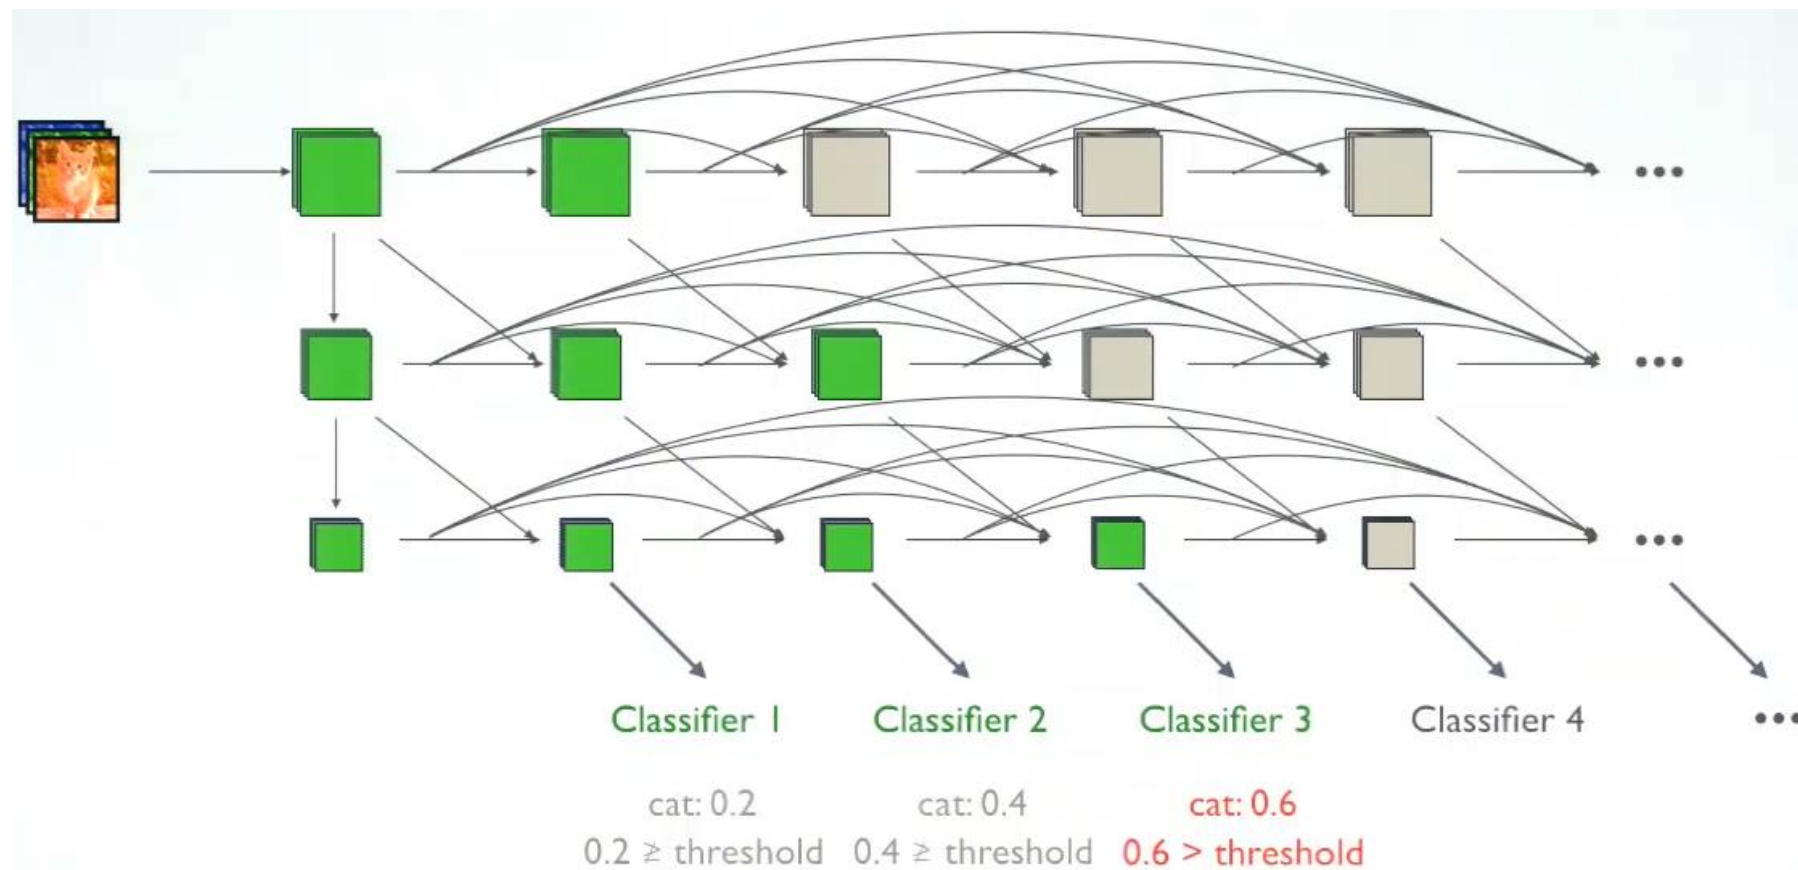 Classifier 1 Classifier 2 Classifier 3 Classifier 4 •••
cat: 0.2 cat: 0.4 cat: 0.6
0.2 ≱ threshold 0.4 ≱ threshold 0.6 > threshold